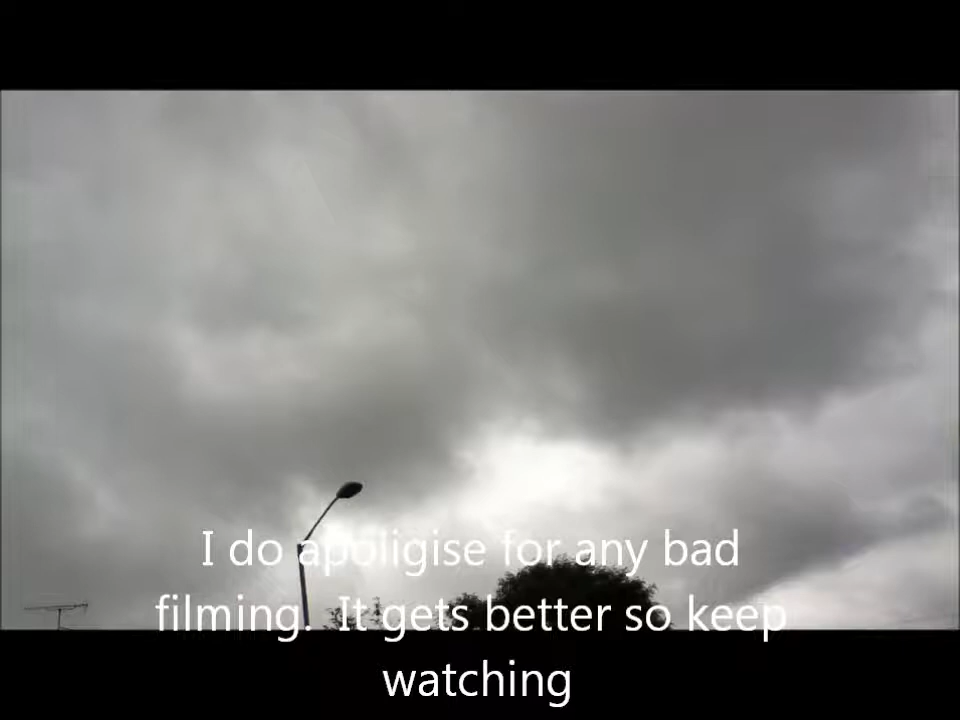 I do apoligise for any bad
filming.  It gets better so keep
watching